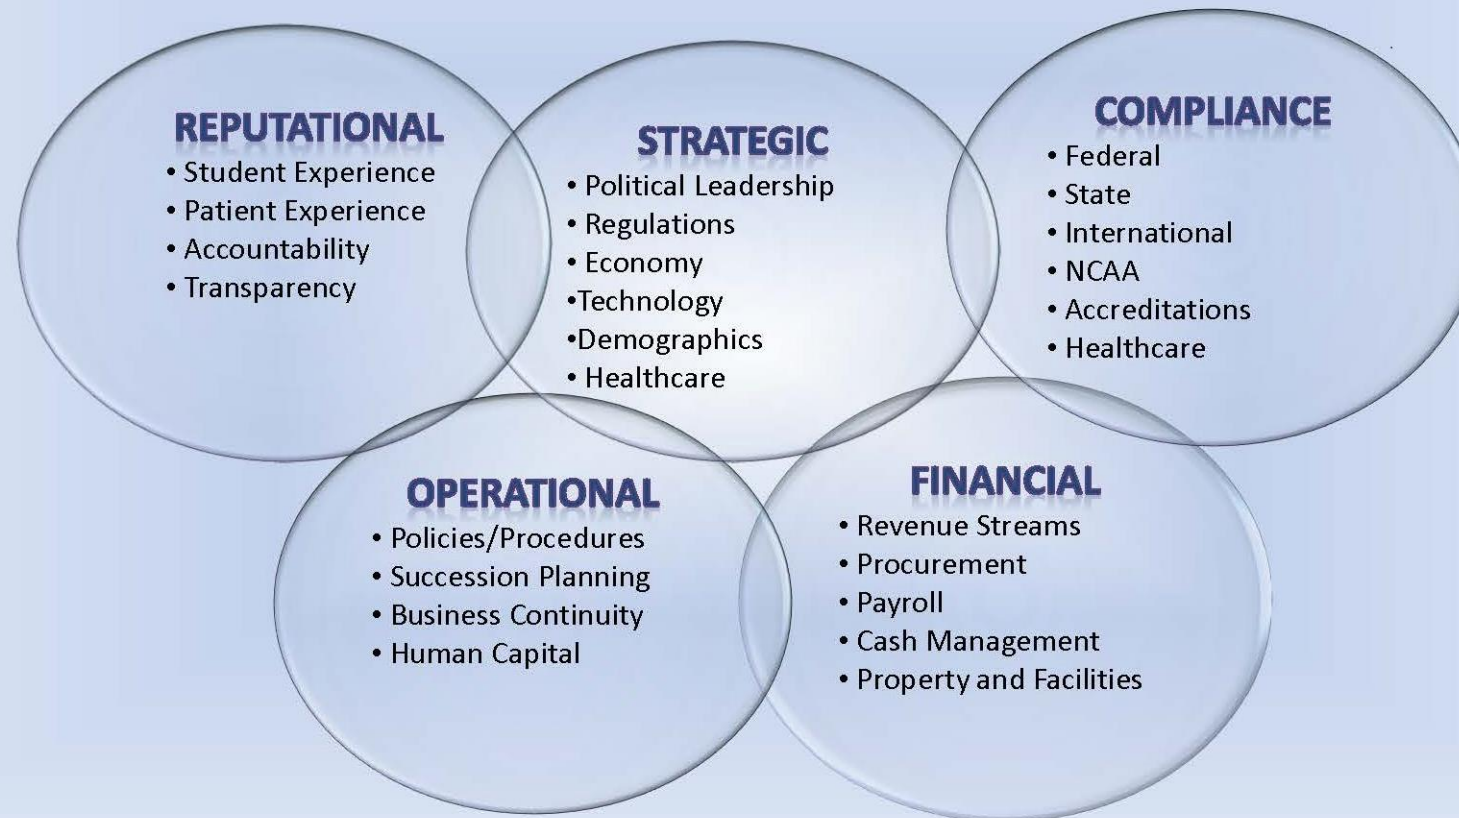 REPUTATIONAL
• Student Experience
• Patient Experience
• Accountability
• Transparency
STRATEGIC
• Political Leadership
• Regulations
• Economy
•Technology
•Demographics
• Healthcare
COMPLIANCE
• Federal
• State
• International
• NCAA
• Accreditations
• Healthcare
OPERATIONAL
• Policies/Procedures
• Succession Planning
• Business Continuity
• Human Capital
FINANCIAL
• Revenue Streams
• Procurement
• Payroll
• Cash Management
• Property and Facilities